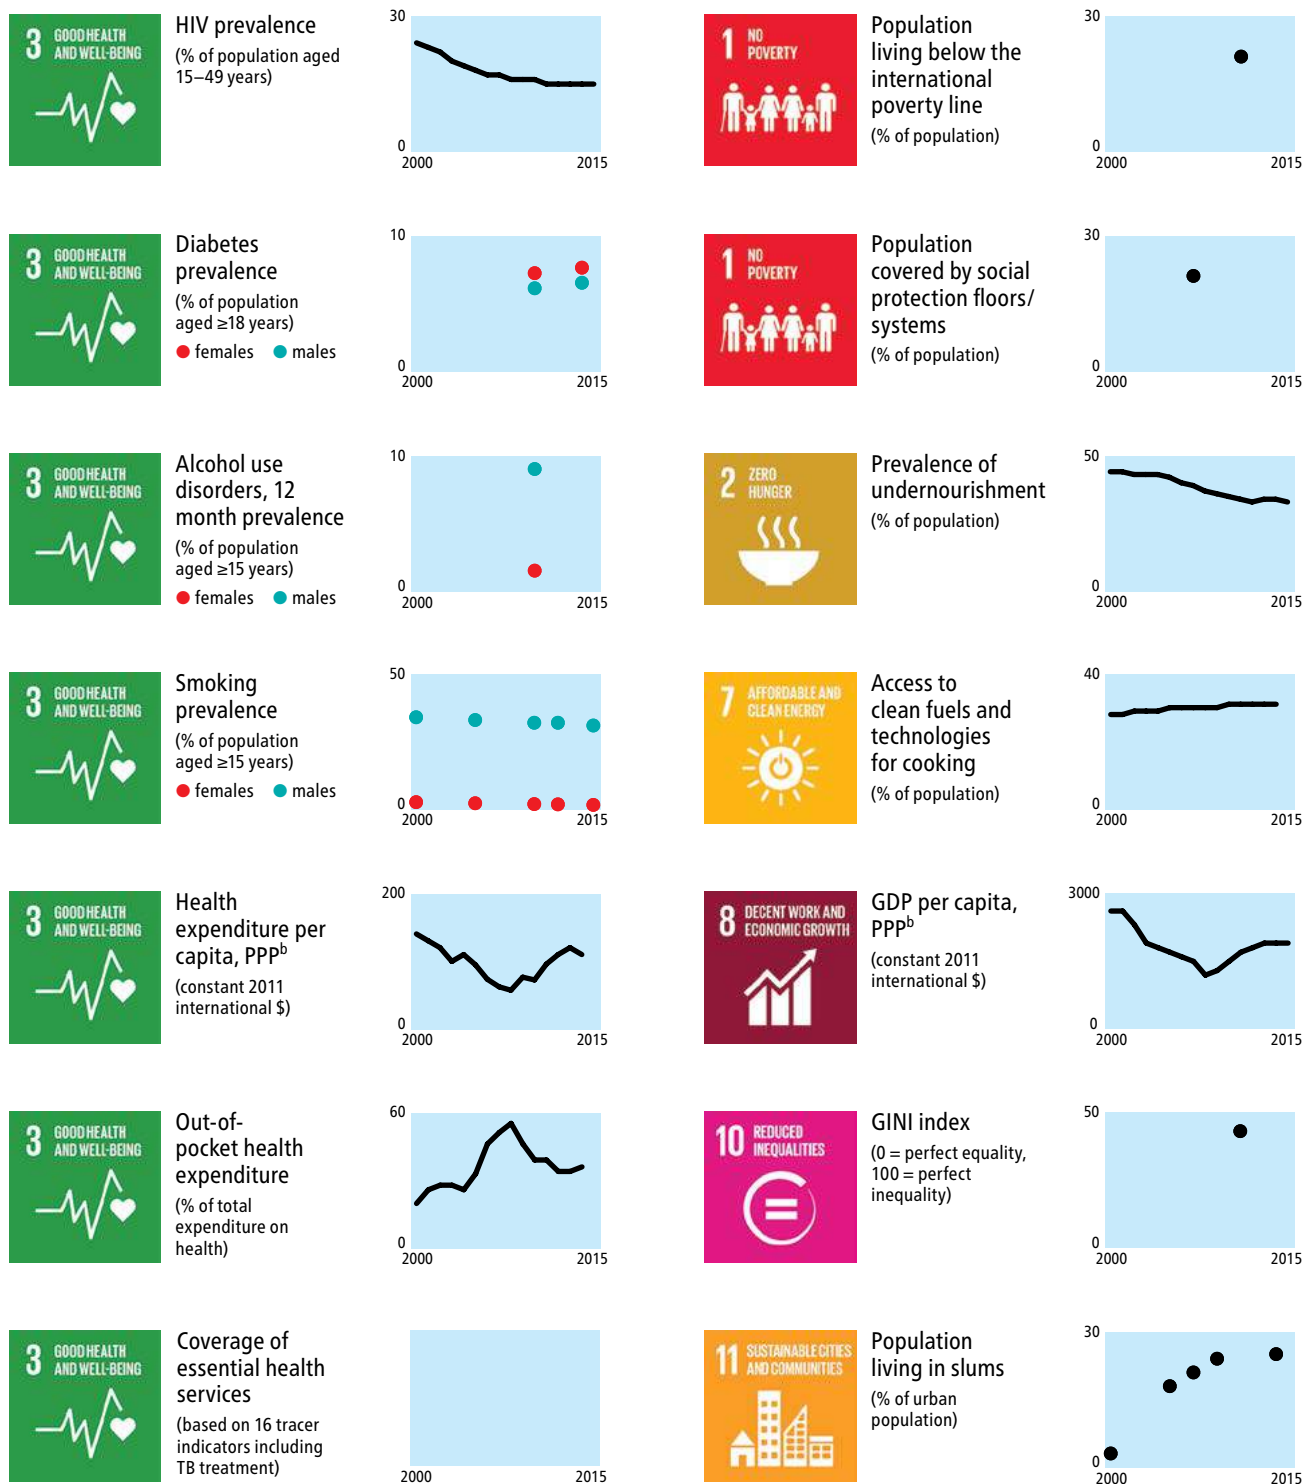 3 GOOD HEALTH
AND WELL-BEING
HIV prevalence
(% of population aged
15–49 years)
30
0
2000 2015
1 NO
POVERTY
Population
living below the
international
poverty line
(% of population)
30
0
2000 2015
3 GOOD HEALTH
AND WELL-BEING
Diabetes
prevalence
(% of population
aged ≥18 years)
females males
10
0
2000 2015
1 NO
POVERTY
Population
covered by social
protection floors/
systems
(% of population)
30
0
2000 2015
3 GOOD HEALTH
AND WELL-BEING
Alcohol use
disorders, 12
month prevalence
(% of population
aged ≥15 years)
females males
10
0
2000 2015
2 ZERO
HUNGER
Prevalence of
undernourishment
(% of population)
50
0
2000 2015
3 GOOD HEALTH
AND WELL-BEING
Smoking
prevalence
(% of population
aged ≥15 years)
females males
50
0
2000 2015
7 AFFORDABLE AND
CLEAN ENERGY
Access to
clean fuels and
technologies
for cooking
(% of population)
40
0
2000 2015
3 GOOD HEALTH
AND WELL-BEING
Health
expenditure per
capita, PPPᵇ
(constant 2011
international $)
200
0
2000 2015
8 DECENT WORK AND
ECONOMIC GROWTH
GDP per capita,
PPPᵇ
(constant 2011
international $)
3000
0
2000 2015
3 GOOD HEALTH
AND WELL-BEING
Out-of-
pocket health
expenditure
(% of total
expenditure on
health)
60
0
2000 2015
10 REDUCED
INEQUALITIES
GINI index
(0 = perfect equality,
100 = perfect
inequality)
50
0
2000 2015
3 GOOD HEALTH
AND WELL-BEING
Coverage of
essential health
services
(based on 16 tracer
indicators including
TB treatment)
2000 2015
11 SUSTAINABLE CITIES
AND COMMUNITIES
Population
living in slums
(% of urban
population)
30
0
2000 2015